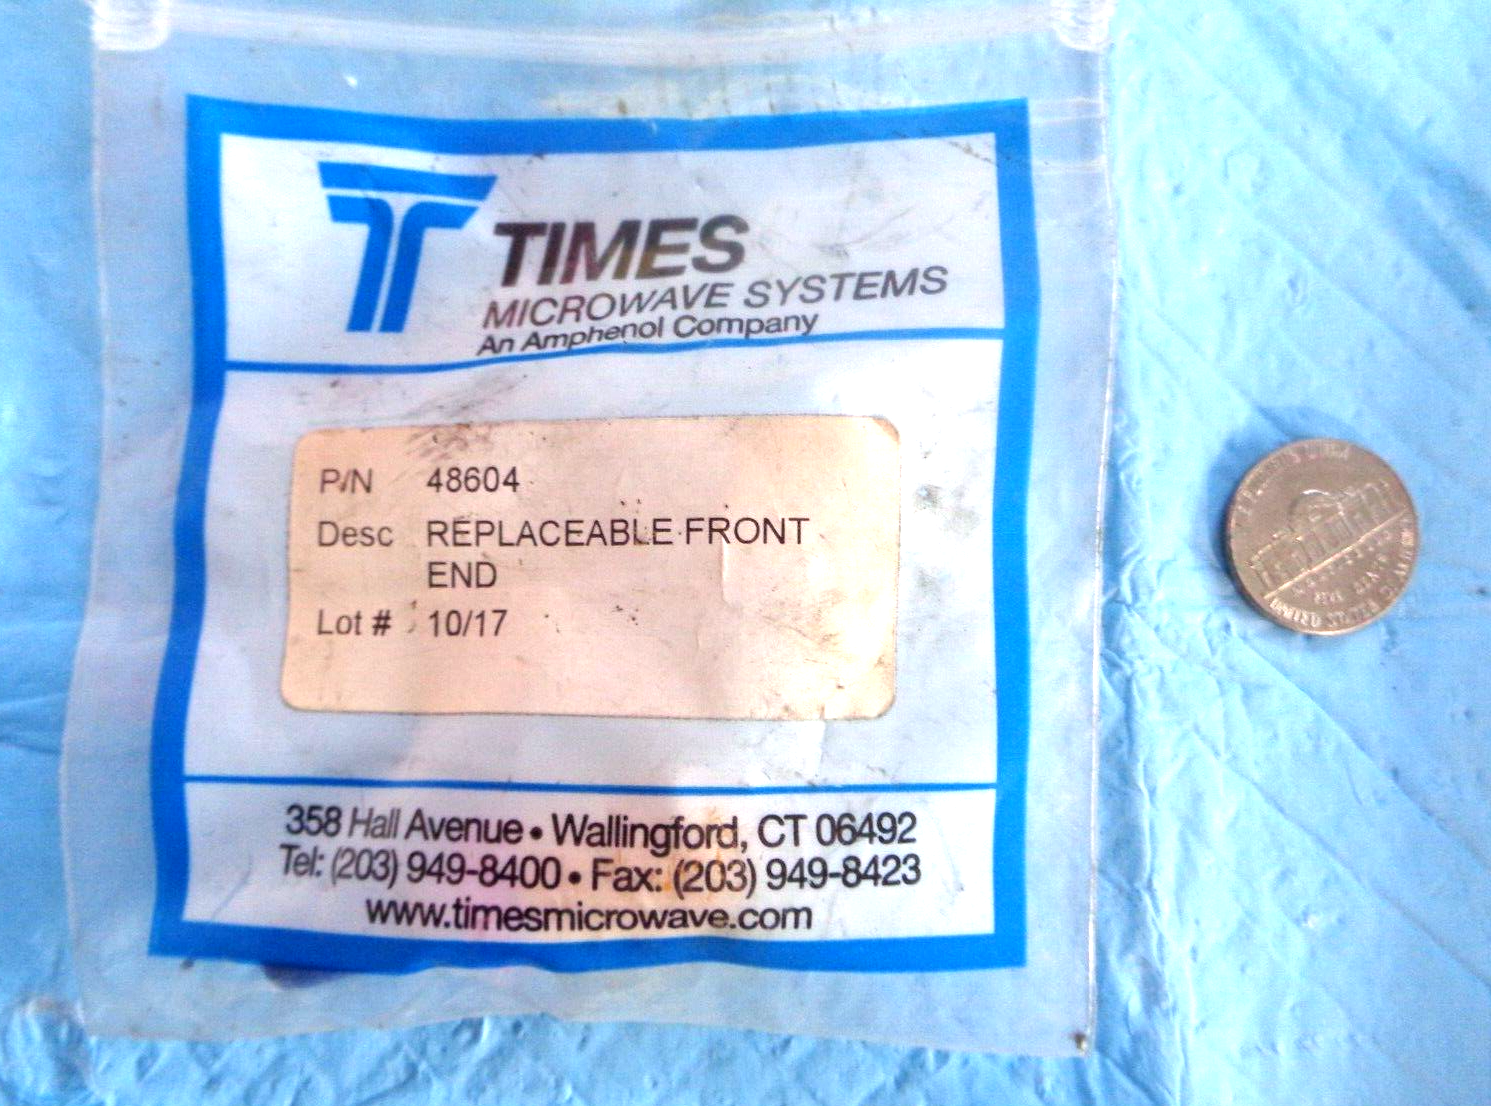 TIMES
MICROWAVE SYSTEMS
An Amphenol Company
P/N 48604
Desc REPLACEABLE FRONT
END
Lot # 10/17
358 Hall Avenue • Wallingford, CT 06492
Tel: (203) 949-8400 • Fax: (203) 949-8423
www.timesmicrowave.com